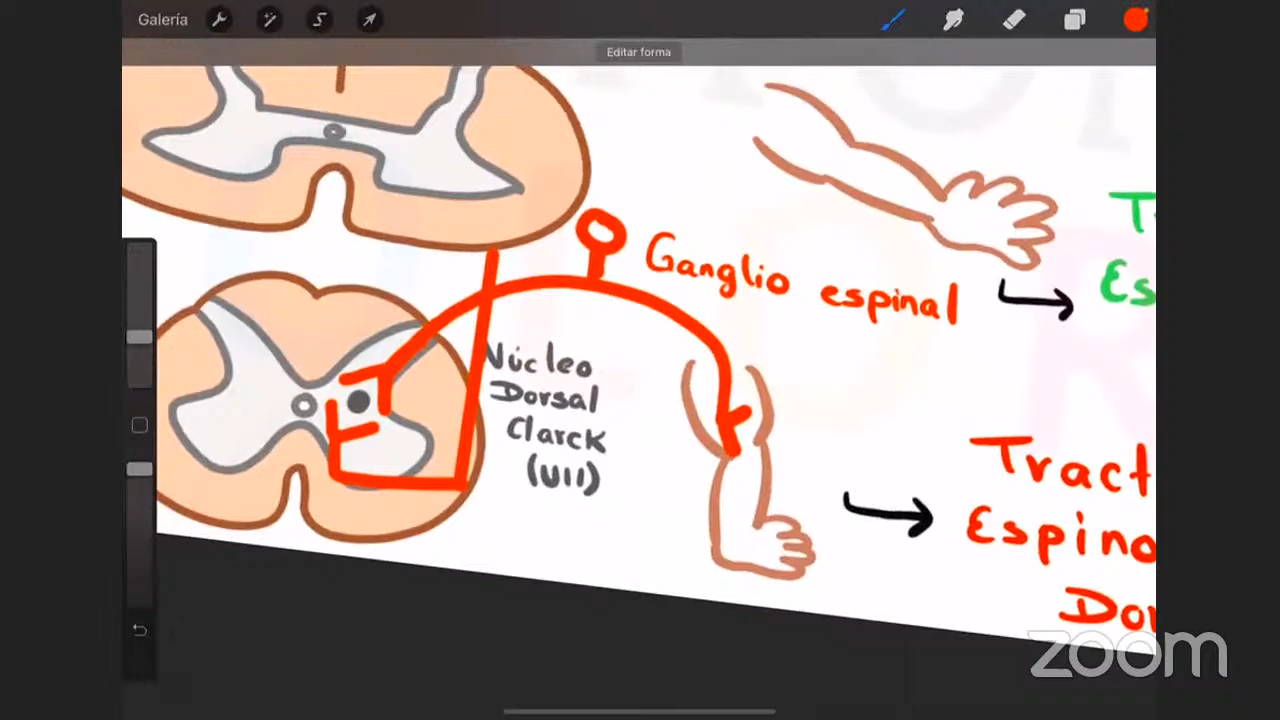 Galería
Editar forma
Ganglio espinal
Núcleo
Dorsal
Clarck
(VII)
T
Es
Tract
Espino
Dor
zoom